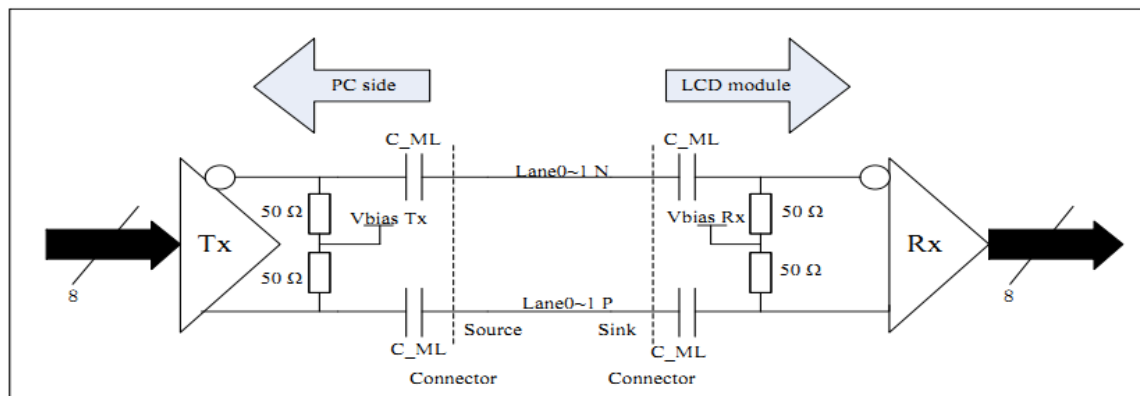 PC side
LCD module
C_ML
C_ML
Lane0~1 N
50 Ω
Vbias Tx
Vbias Rx
50 Ω
Tx
Rx
50 Ω
50 Ω
8
8
Lane0~1 P
Source
Sink
C_ML
C_ML
Connector
Connector